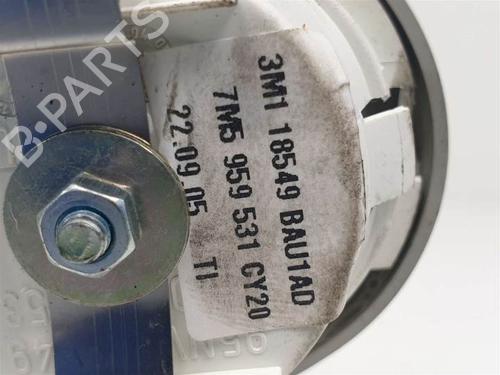 3M1 18549 BAU1AD
7M5 959 531 CY20
22.09.05 TI
B-PARTS